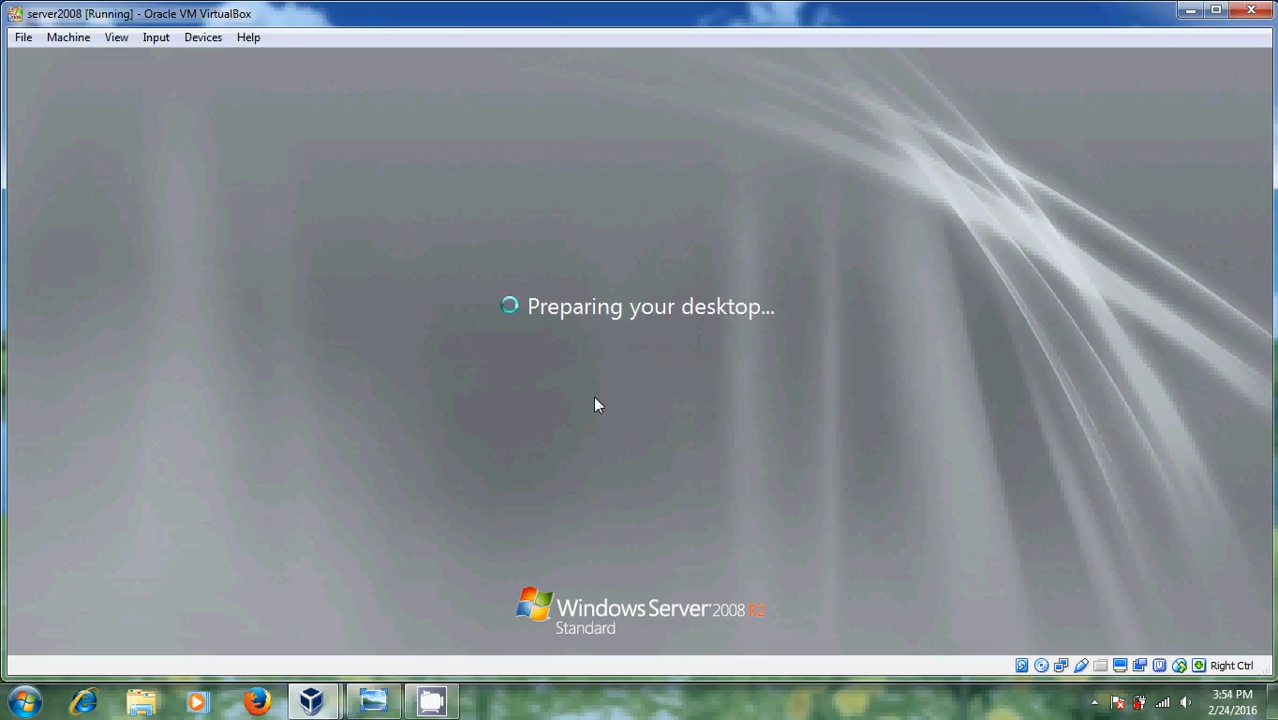 server2008 [Running] - Oracle VM VirtualBox
File Machine View Input Devices Help
Preparing your desktop...
Windows Server 2008 R2
Standard
Right Ctrl
3:54 PM
2/24/2016